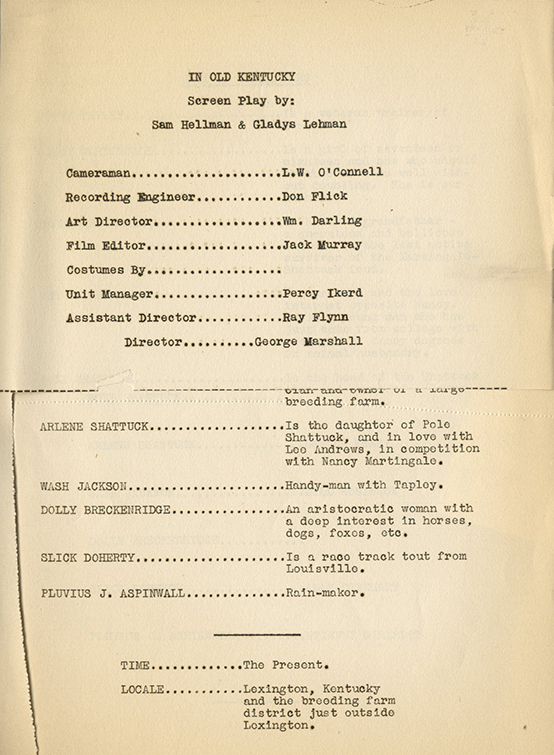 IN OLD KENTUCKY
Screen Play by:
Sam Hellman & Gladys Lehman
Cameraman....................L.W. O'Connell
Recording Engineer............Don Flick
Art Director..................Wm. Darling
Film Editor...................Jack Murray
Costumes By..................
Unit Manager..................Percy Ikerd
Assistant Director............Ray Flynn
Director..........George Marshall
clan and owner of a large
breeding farm.
ARLENE SHATTUCK...................Is the daughter of Pole
Shattuck, and in love with
Lee Andrews, in competition
with Nancy Martingale.
WASH JACKSON......................Handy-man with Tapley.
DOLLY BRECKENRIDGE................An aristocratic woman with
a deep interest in horses,
dogs, foxes, etc.
SLICK DOHERTY.....................Is a race track tout from
Louisville.
PLUVIUS J. ASPINWALL..............Rain-maker.
TIME.............The Present.
LOCALE...........Lexington, Kentucky
and the breeding farm
district just outside
Lexington.